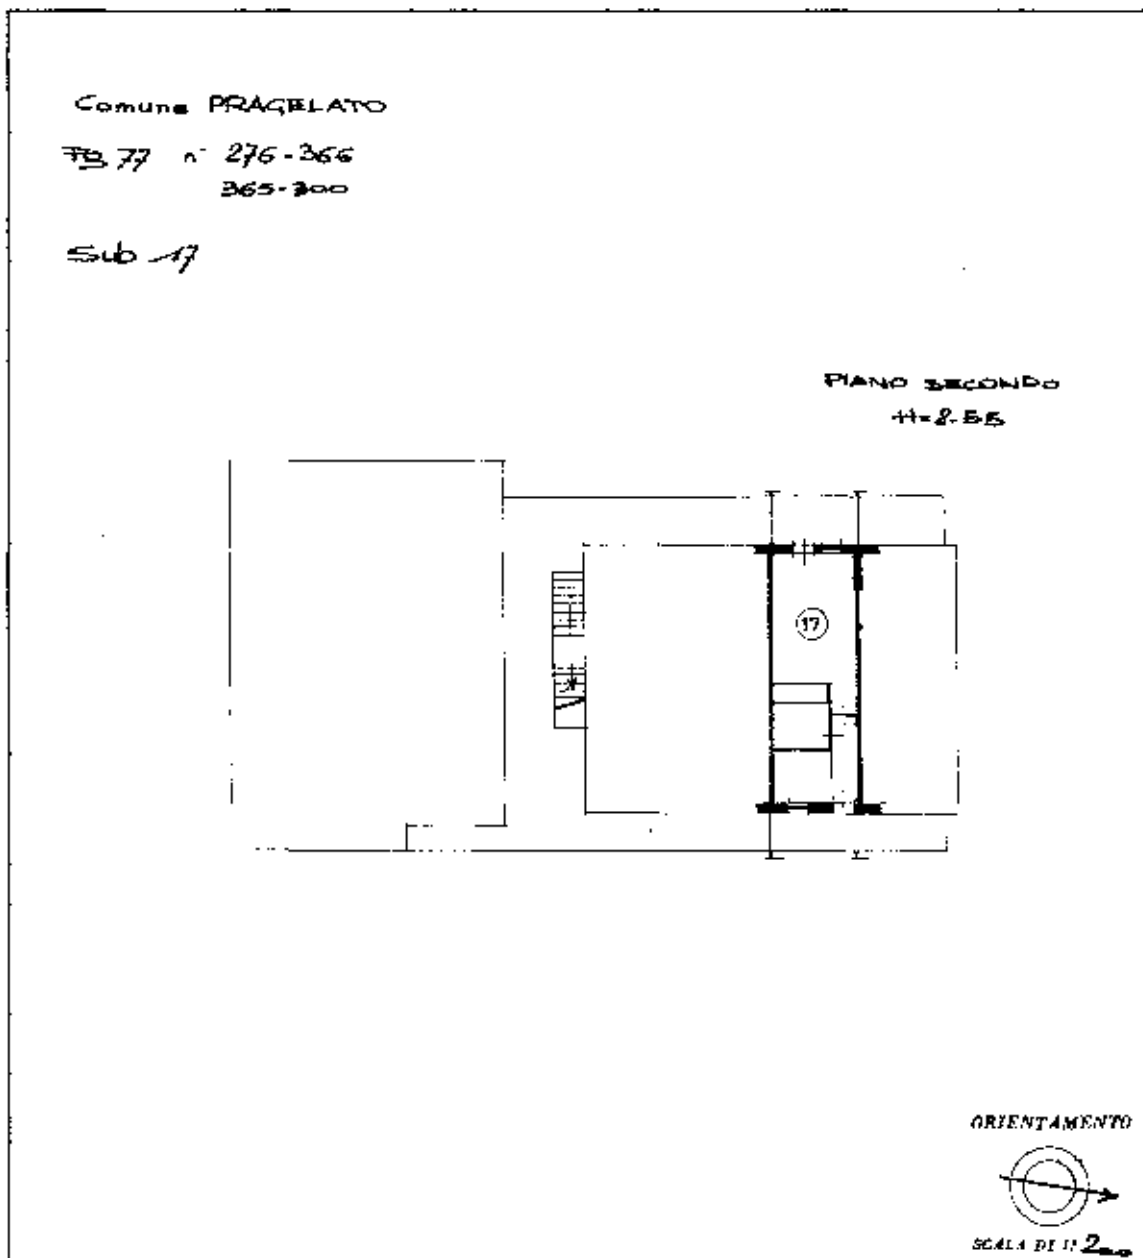 Comune PRAGELATO
FG 77 n° 276-366
365-300
Sub 17
PIANO SECONDO
H=2.55
17
ORIENTAMENTO
SCALA DI 1: 200